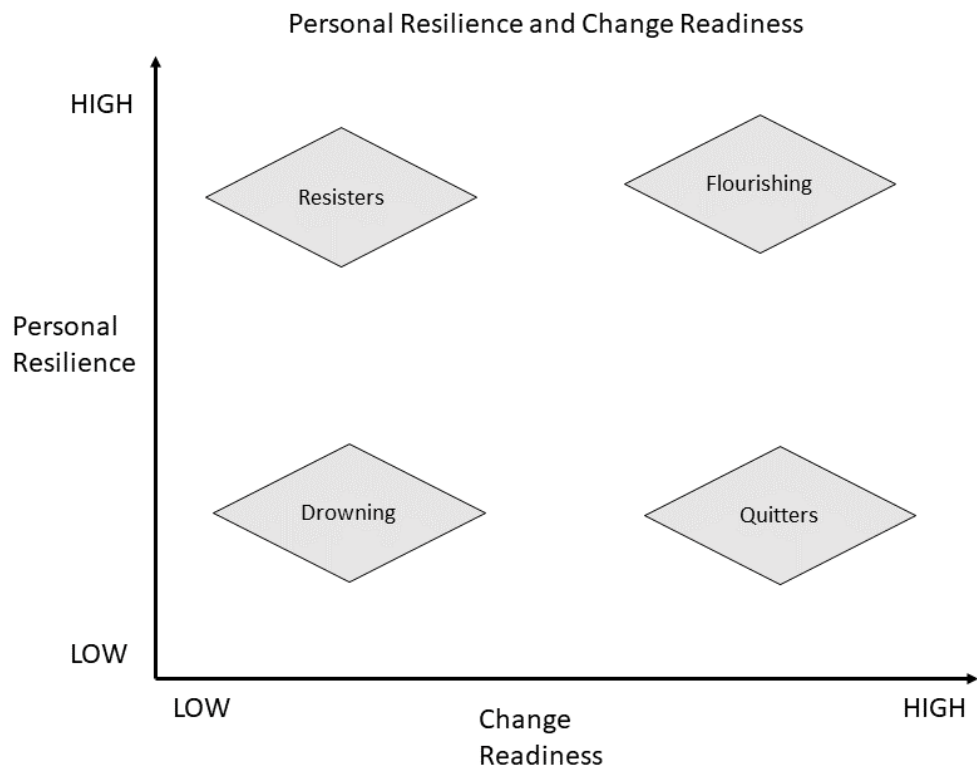 Personal Resilience and Change Readiness
HIGH
Resisters
Flourishing
Personal
Resilience
Drowning
Quitters
LOW
LOW
HIGH
Change
Readiness